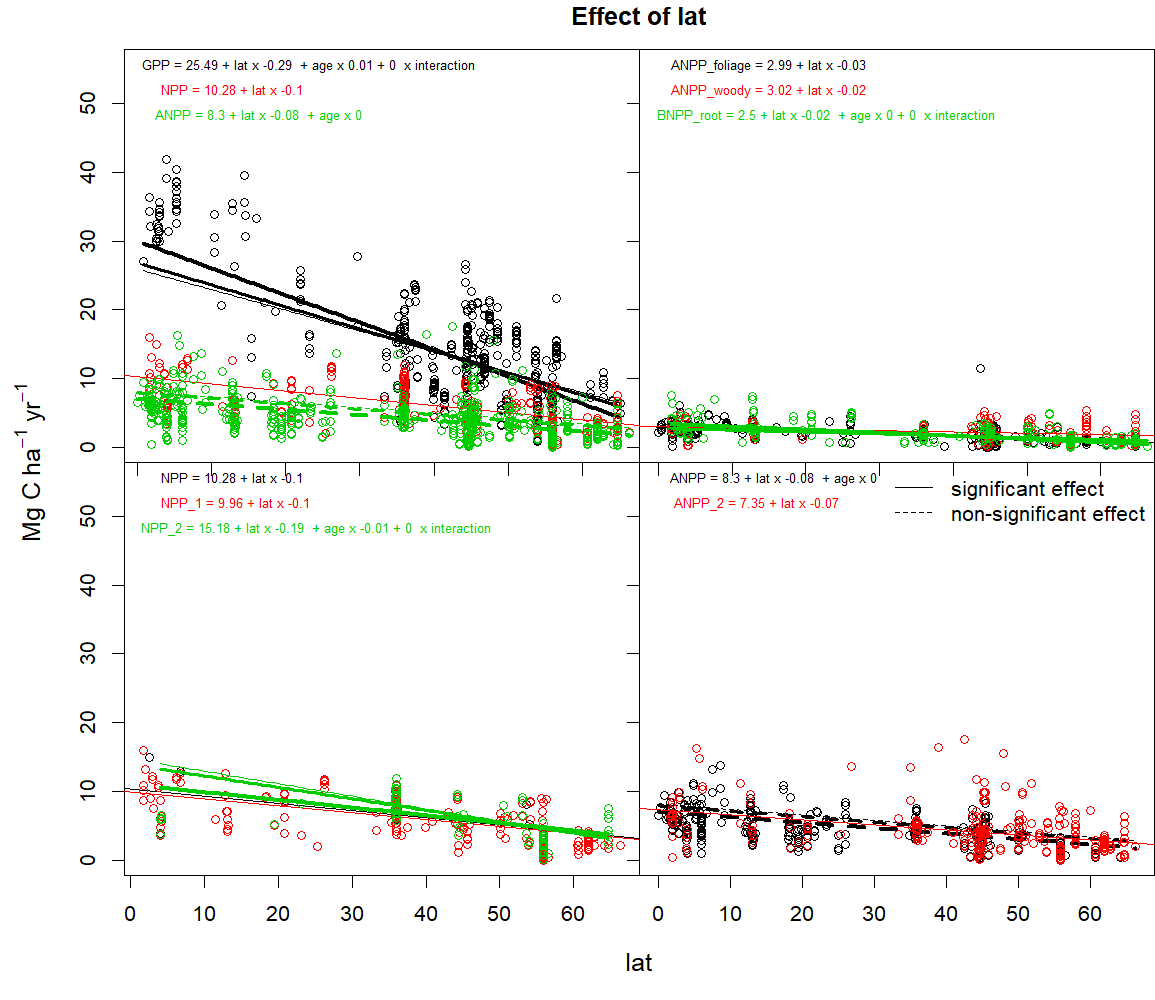 Effect of lat
GPP = 25.49 + lat x -0.29 + age x 0.01 + 0 x interaction
NPP = 10.28 + lat x -0.1
ANPP = 8.3 + lat x -0.08 + age x 0
ANPP_foliage = 2.99 + lat x -0.03
ANPP_woody = 3.02 + lat x -0.02
BNPP_root = 2.5 + lat x -0.02 + age x 0 + 0 x interaction
50
40
30
20
10
0
Mg C ha⁻¹ yr⁻¹
NPP = 10.28 + lat x -0.1
NPP_1 = 9.96 + lat x -0.1
NPP_2 = 15.18 + lat x -0.19 + age x -0.01 + 0 x interaction
ANPP = 8.3 + lat x -0.08 + age x 0
ANPP_2 = 7.35 + lat x -0.07
significant effect
non-significant effect
50
40
30
20
10
0
0 10 20 30 40 50 60
0 10 20 30 40 50 60
lat